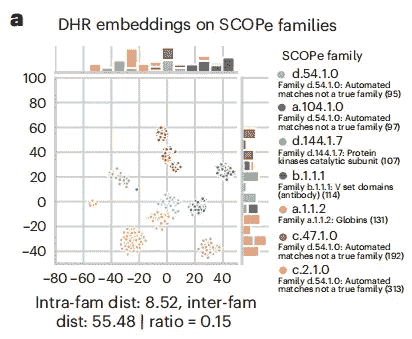 a
DHR embeddings on SCOPe families
SCOPe family
d.54.1.0
Family d.54.1.0: Automated
matches not a true family (95)
a.104.1.0
Family d.54.1.0: Automated
matches not a true family (97)
d.144.1.7
Family d.144.1.7: Protein
kinases catalytic subunit (107)
b.1.1.1
Family b.1.1.1: V set domains
(antibody) (114)
a.1.1.2
Family a.1.1.2: Globins (131)
c.47.1.0
Family d.54.1.0: Automated
matches not a true family (192)
c.2.1.0
Family d.54.1.0: Automated
matches not a true family (313)
100
80
60
40
20
0
−20
−40
−80 −60 −40 −20 0 20 40
Intra-fam dist: 8.52, inter-fam
dist: 55.48 | ratio = 0.15